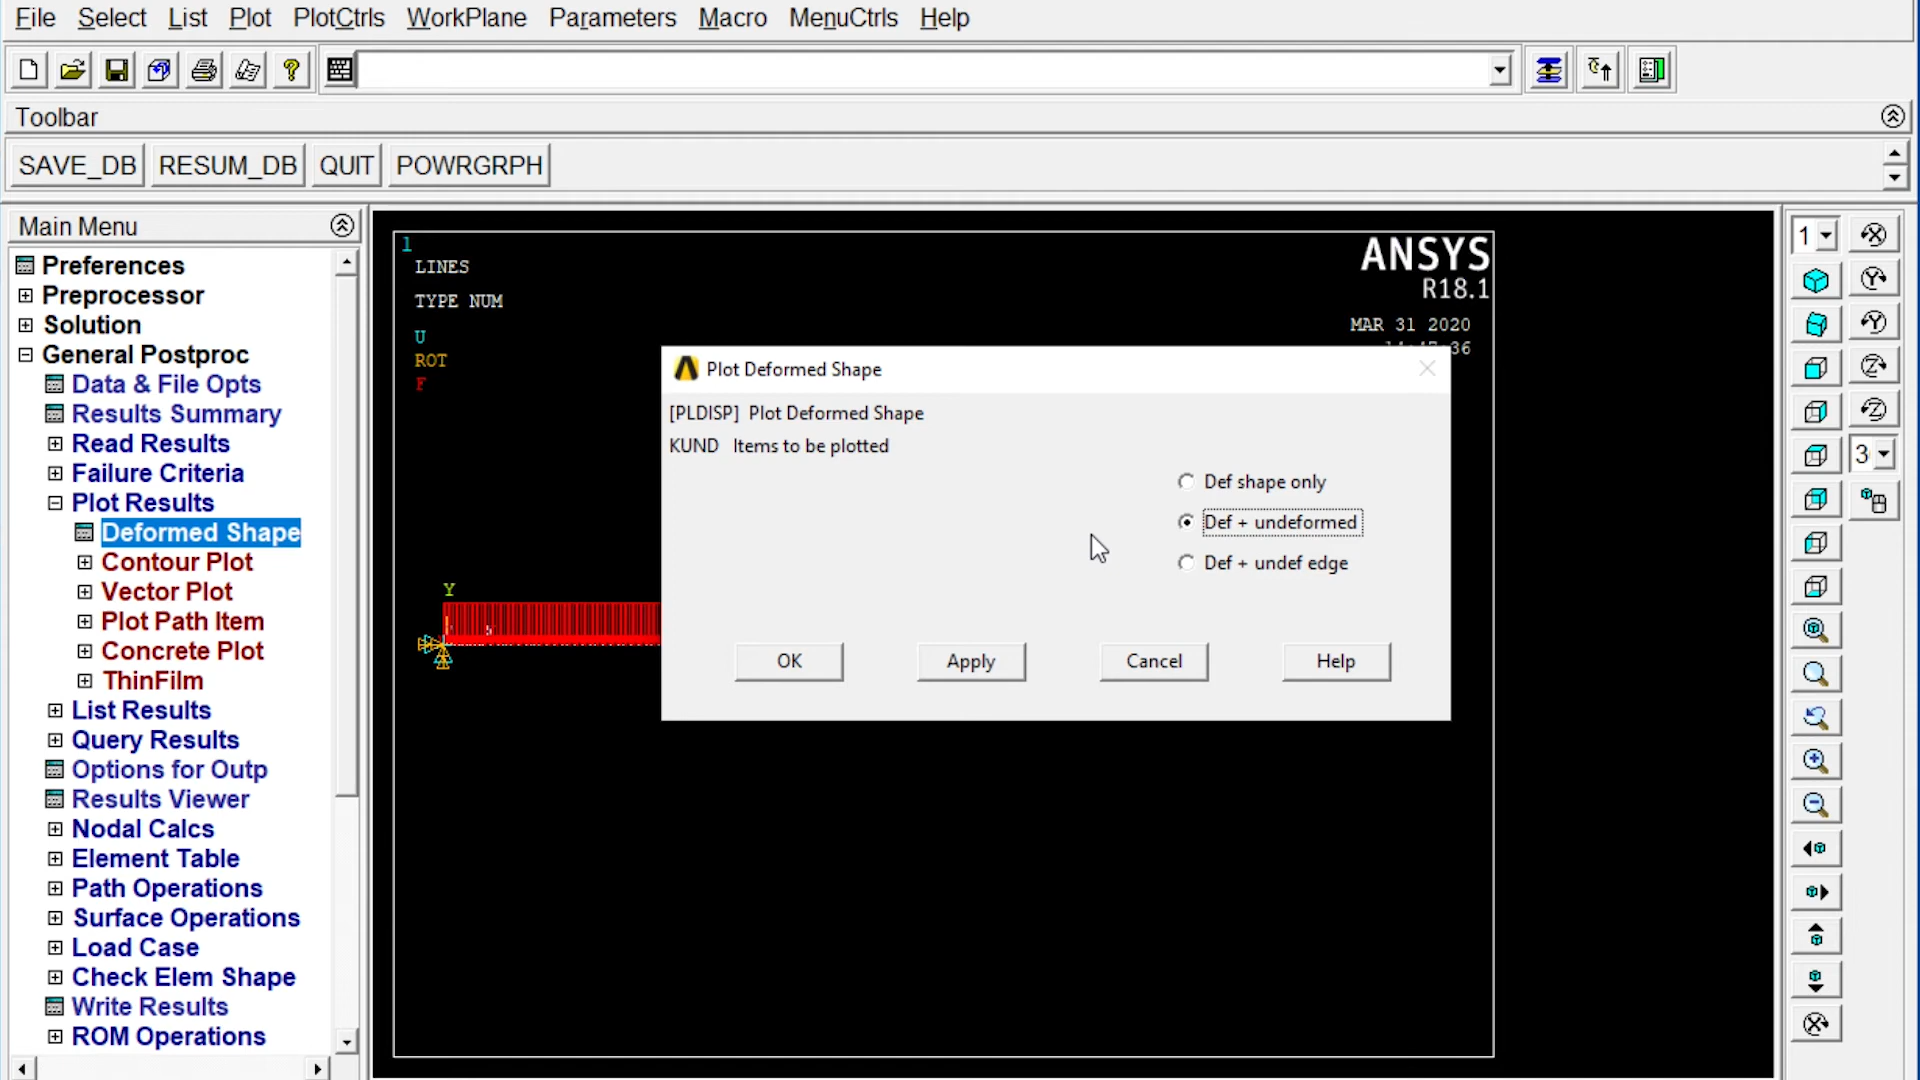 File Select List Plot PlotCtrls WorkPlane Parameters Macro MenuCtrls Help
Toolbar
SAVE_DB RESUM_DB QUIT POWRGRPH
Main Menu
Preferences
Preprocessor
Solution
General Postproc
Data & File Opts
Results Summary
Read Results
Failure Criteria
Plot Results
Deformed Shape
Contour Plot
Vector Plot
Plot Path Item
Concrete Plot
ThinFilm
List Results
Query Results
Options for Outp
Results Viewer
Nodal Calcs
Element Table
Path Operations
Surface Operations
Load Case
Check Elem Shape
Write Results
ROM Operations
1
LINES
TYPE NUM
U
ROT
F
ANSYS
R18.1
MAR 31 2020
Y
Plot Deformed Shape
[PLDISP] Plot Deformed Shape
KUND Items to be plotted
Def shape only
Def + undeformed
Def + undef edge
OK Apply Cancel Help
1
3